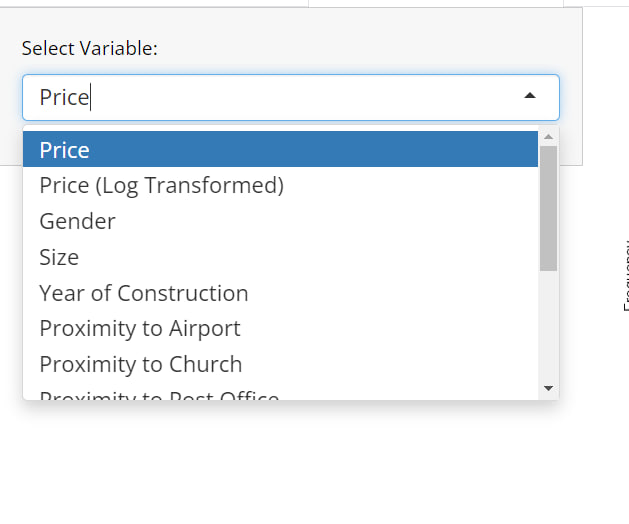 Select Variable:
Price
Price
Price (Log Transformed)
Gender
Size
Year of Construction
Proximity to Airport
Proximity to Church
Proximity to Post Office
Frequency